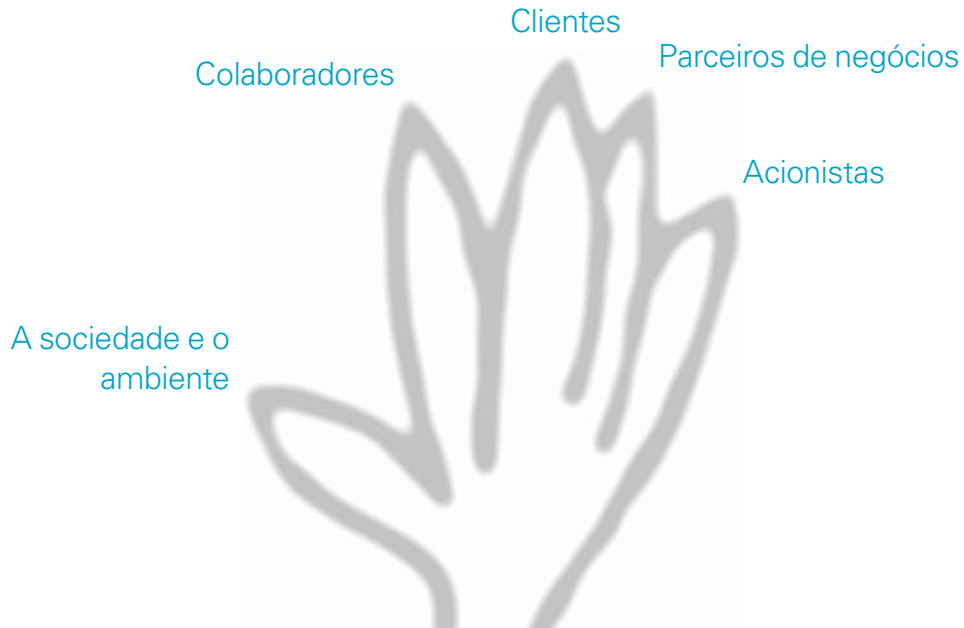 Clientes
Parceiros de negócios
Colaboradores
Acionistas
A sociedade e o
ambiente